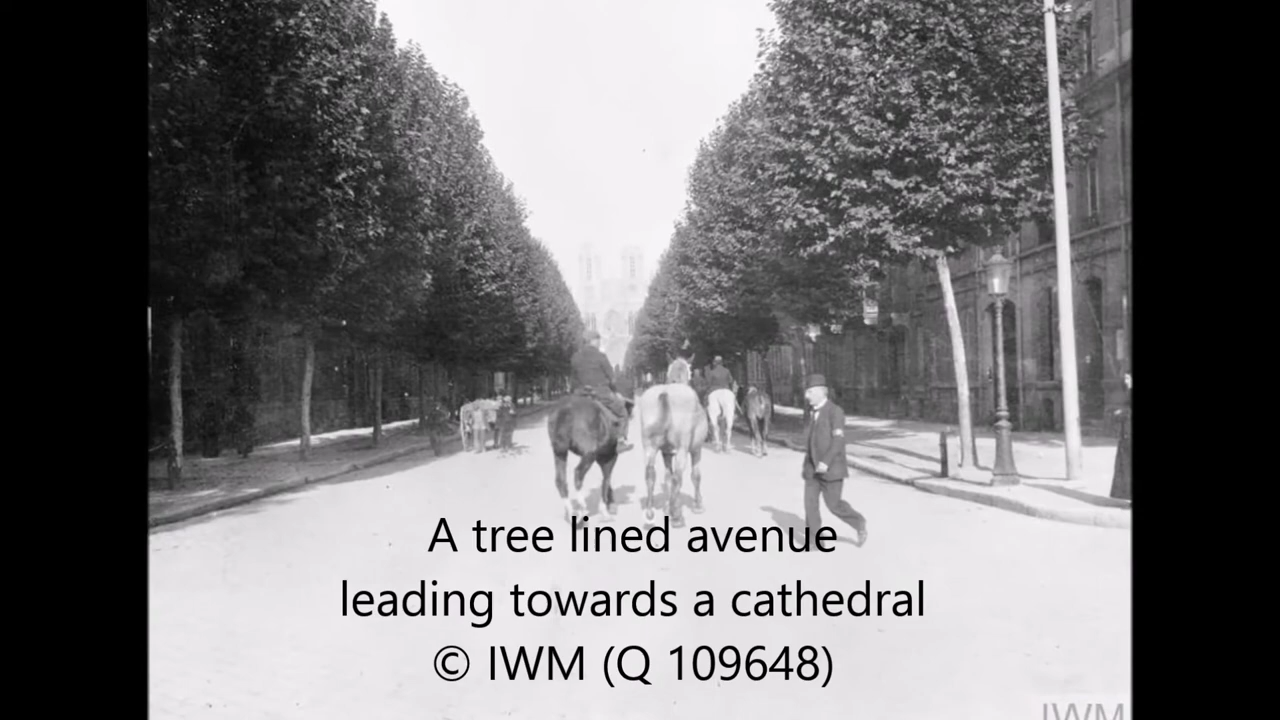 A tree lined avenue
leading towards a cathedral
© IWM (Q 109648)
IWM